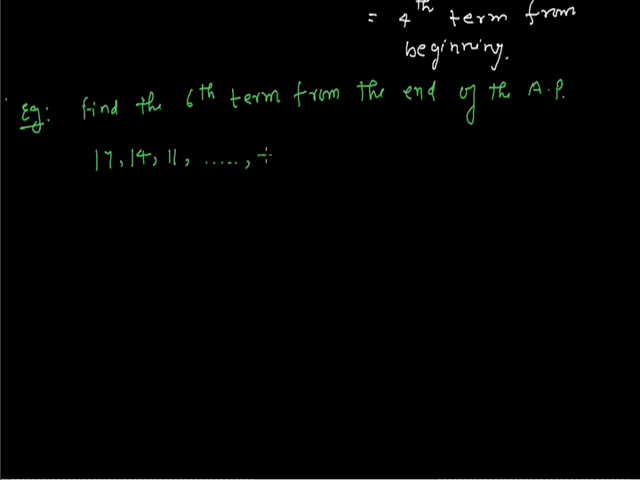 = 4th term from
beginning.
Eg: find the 6th term from the end of the A.P.
17, 14, 11, ....., -